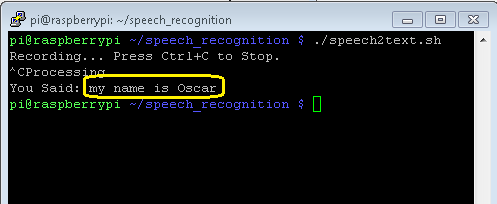 pi@raspberrypi: ~/speech_recognition
pi@raspberrypi ~/speech_recognition $ ./speech2text.sh
Recording... Press Ctrl+C to Stop.
^CProcessing
You Said: my name is Oscar
pi@raspberrypi ~/speech_recognition $